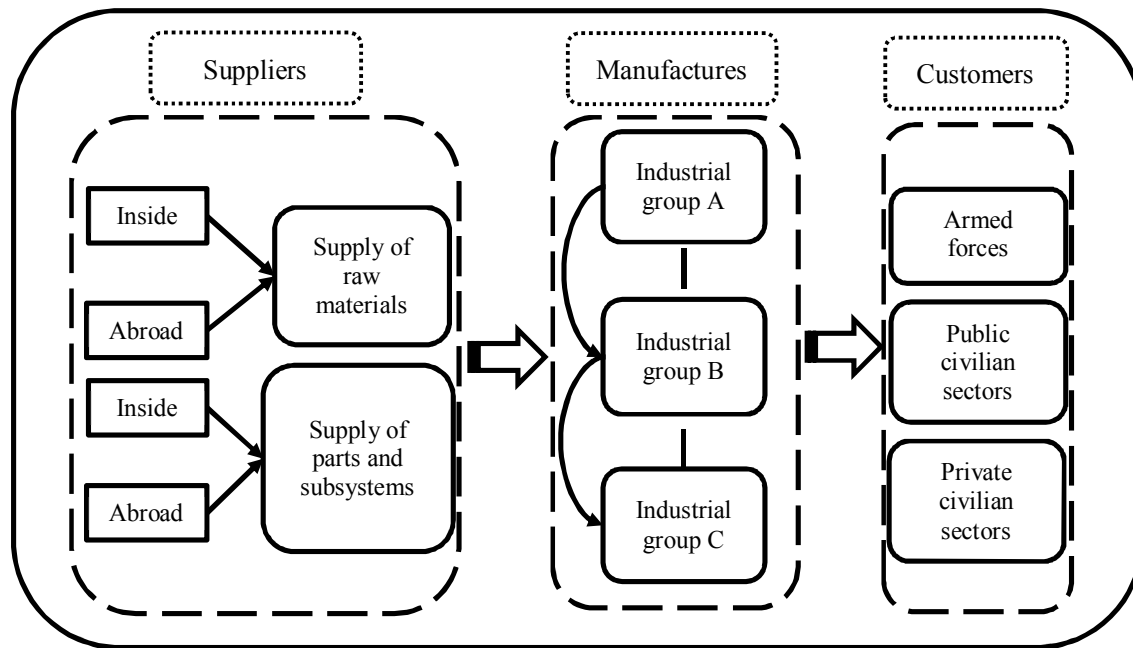 Suppliers
Manufactures
Customers
Inside
Abroad
Supply of
raw
materials
Inside
Abroad
Supply of
parts and
subsystems
Industrial
group A
Industrial
group B
Industrial
group C
Armed
forces
Public
civilian
sectors
Private
civilian
sectors